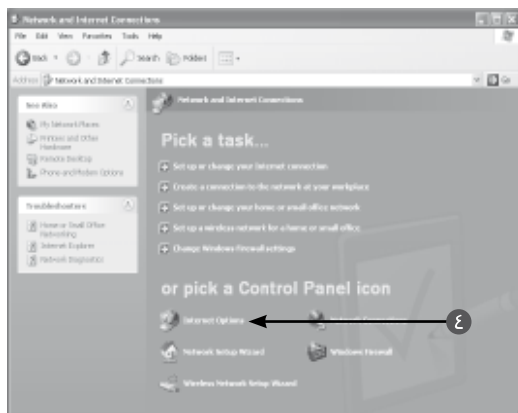 Network and Internet Connections
File Edit View Favorites Tools Help
Back Search Folders
Address Network and Internet Connections Go
See Also
My Network Places
Printers and Other
Hardware
Remote Desktop
Phone and Modem Options
Troubleshooters
Home or Small Office
Networking
Internet Explorer
Network Diagnostics
Network and Internet Connections
Pick a task...
Set up or change your Internet connection
Create a connection to the network at your workplace
Set up or change your home or small office network
Set up a wireless network for a home or small office
Change Windows Firewall settings
or pick a Control Panel icon
Internet Options
Network Connections
٤
Network Setup Wizard
Windows Firewall
Wireless Network Setup Wizard